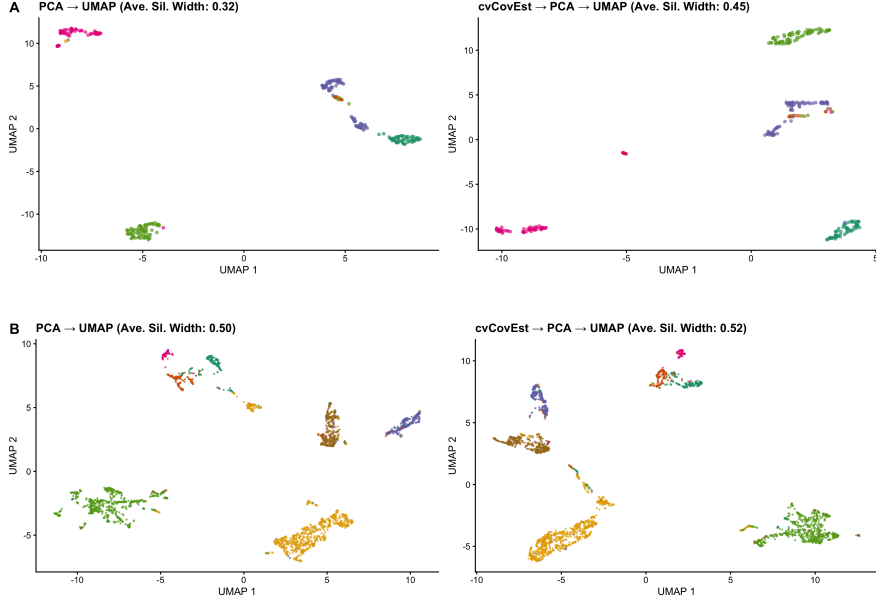 A
PCA → UMAP (Ave. Sil. Width: 0.32)
10
5
0
-5
-10
UMAP 2
-10
-5
0
5
UMAP 1
cvCovEst → PCA → UMAP (Ave. Sil. Width: 0.45)
10
5
0
-5
-10
UMAP 2
-10
-5
0
5
UMAP 1
B
PCA → UMAP (Ave. Sil. Width: 0.50)
10
5
0
-5
UMAP 2
-10
-5
0
5
10
UMAP 1
cvCovEst → PCA → UMAP (Ave. Sil. Width: 0.52)
10
5
0
-5
UMAP 2
-10
-5
0
5
10
UMAP 1